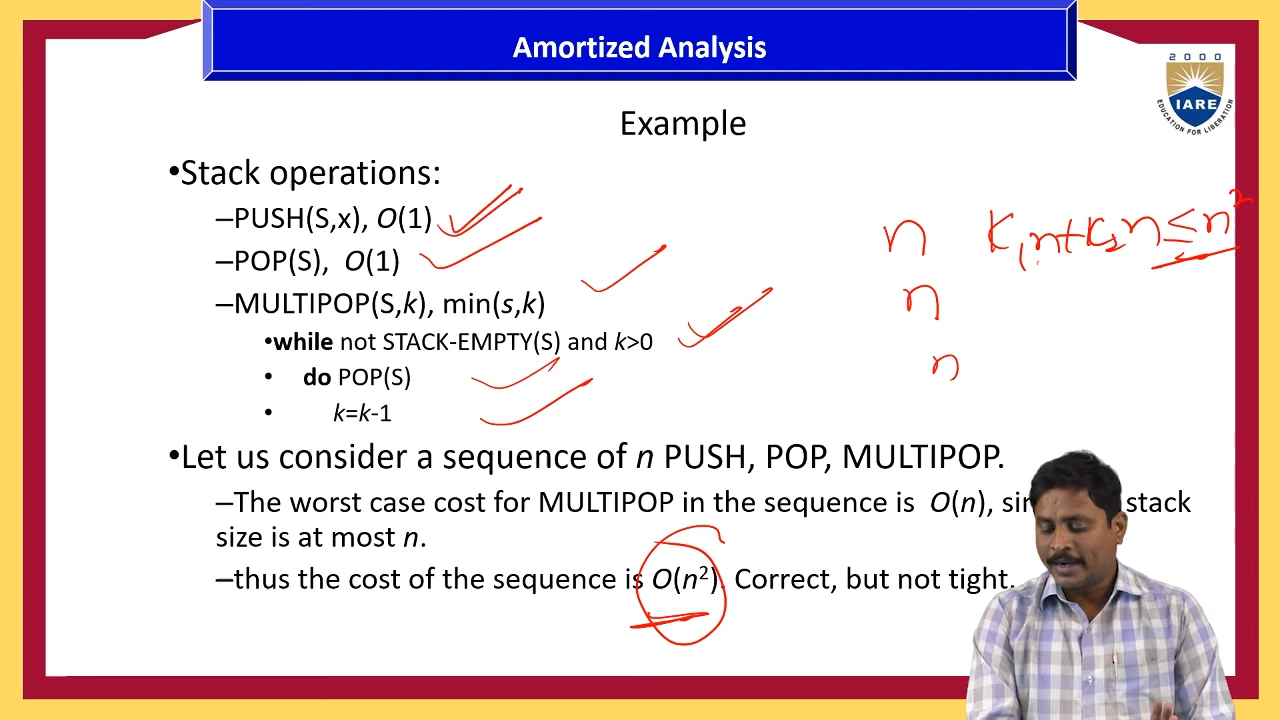 Amortized Analysis
2000
IARE
EDUCATION FOR LIBERATION
Example
•Stack operations:
–PUSH(S,x), O(1)
–POP(S), O(1)
–MULTIPOP(S,k), min(s,k)
•while not STACK-EMPTY(S) and k>0
• do POP(S)
• k=k-1
n K₁n+K₂n ≤ n²
n
n
•Let us consider a sequence of n PUSH, POP, MULTIPOP.
–The worst case cost for MULTIPOP in the sequence is O(n), stack
size is at most n.
–thus the cost of the sequence is O(n²). Correct, but not tight.